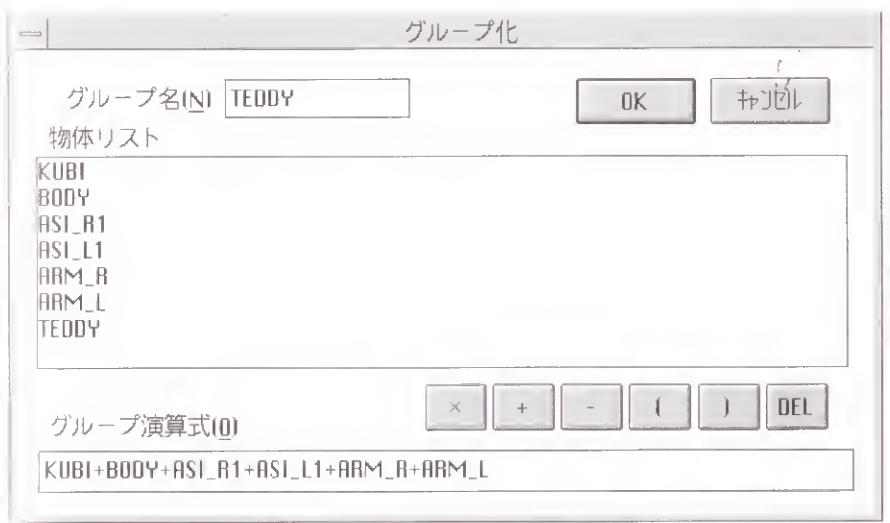 グループ化
グループ名(N) TEDDY OK キャンセル
物体リスト
KUBI
BODY
ASI_R1
ASI_L1
ARM_R
ARM_L
TEDDY
× + - ( ) DEL
グループ演算式(O)
KUBI+BODY+ASI_R1+ASI_L1+ARM_R+ARM_L